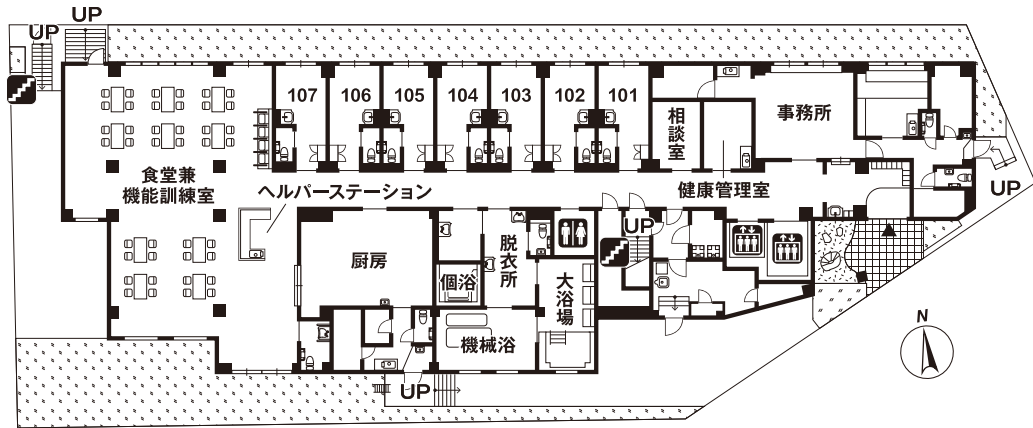 UP
UP
107
106
105
104
103
102
101
相談室
事務所
食堂兼
機能訓練室
ヘルパーステーション
健康管理室
UP
UP
厨房
脱衣所
個浴
大浴場
機械浴
UP
N